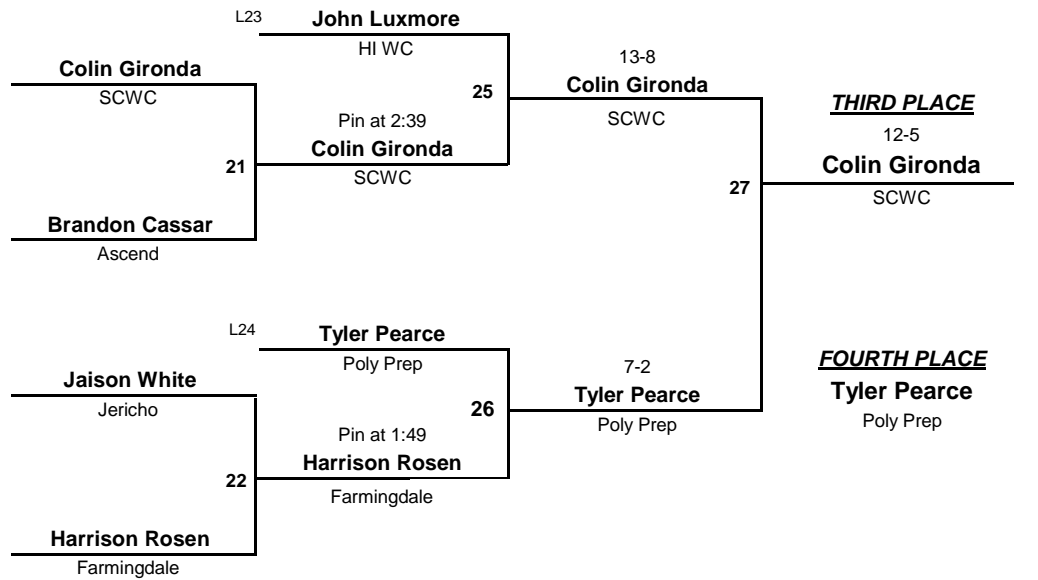 L23
John Luxmore
HI WC
13-8
Colin Gironda
Colin Gironda
SCWC
25
THIRD PLACE
Pin at 2:39
SCWC
12-5
Colin Gironda
Colin Gironda
21
SCWC
27
SCWC
Brandon Cassar
Ascend
L24
Tyler Pearce
Poly Prep
7-2
FOURTH PLACE
Jaison White
Tyler Pearce
Tyler Pearce
Jericho
26
Poly Prep
Poly Prep
Pin at 1:49
Harrison Rosen
22
Farmingdale
Harrison Rosen
Farmingdale